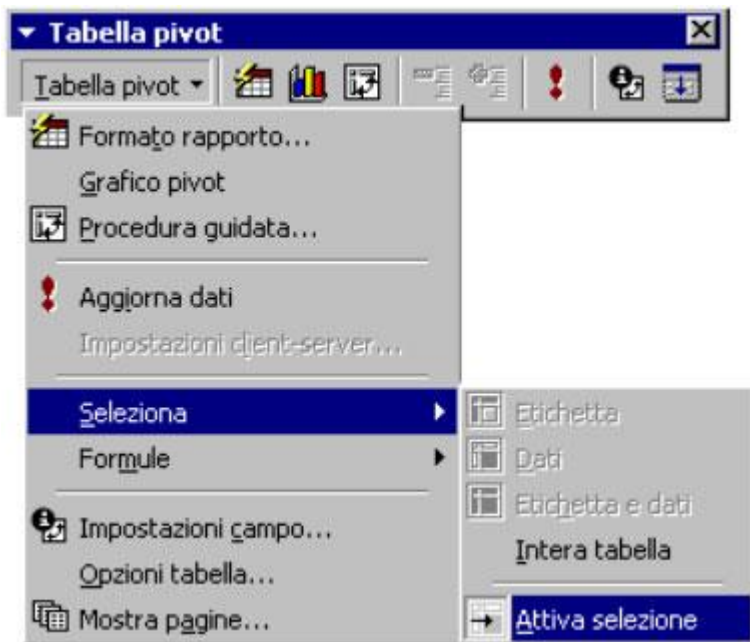 Tabella pivot
Tabella pivot
Formato rapporto...
Grafico pivot
Procedura guidata...
Aggiorna dati
Impostazioni client-server...
Seleziona
Formule
Impostazioni campo...
Opzioni tabella...
Mostra pagine...
Etichetta
Dati
Etichetta e dati
Intera tabella
Attiva selezione